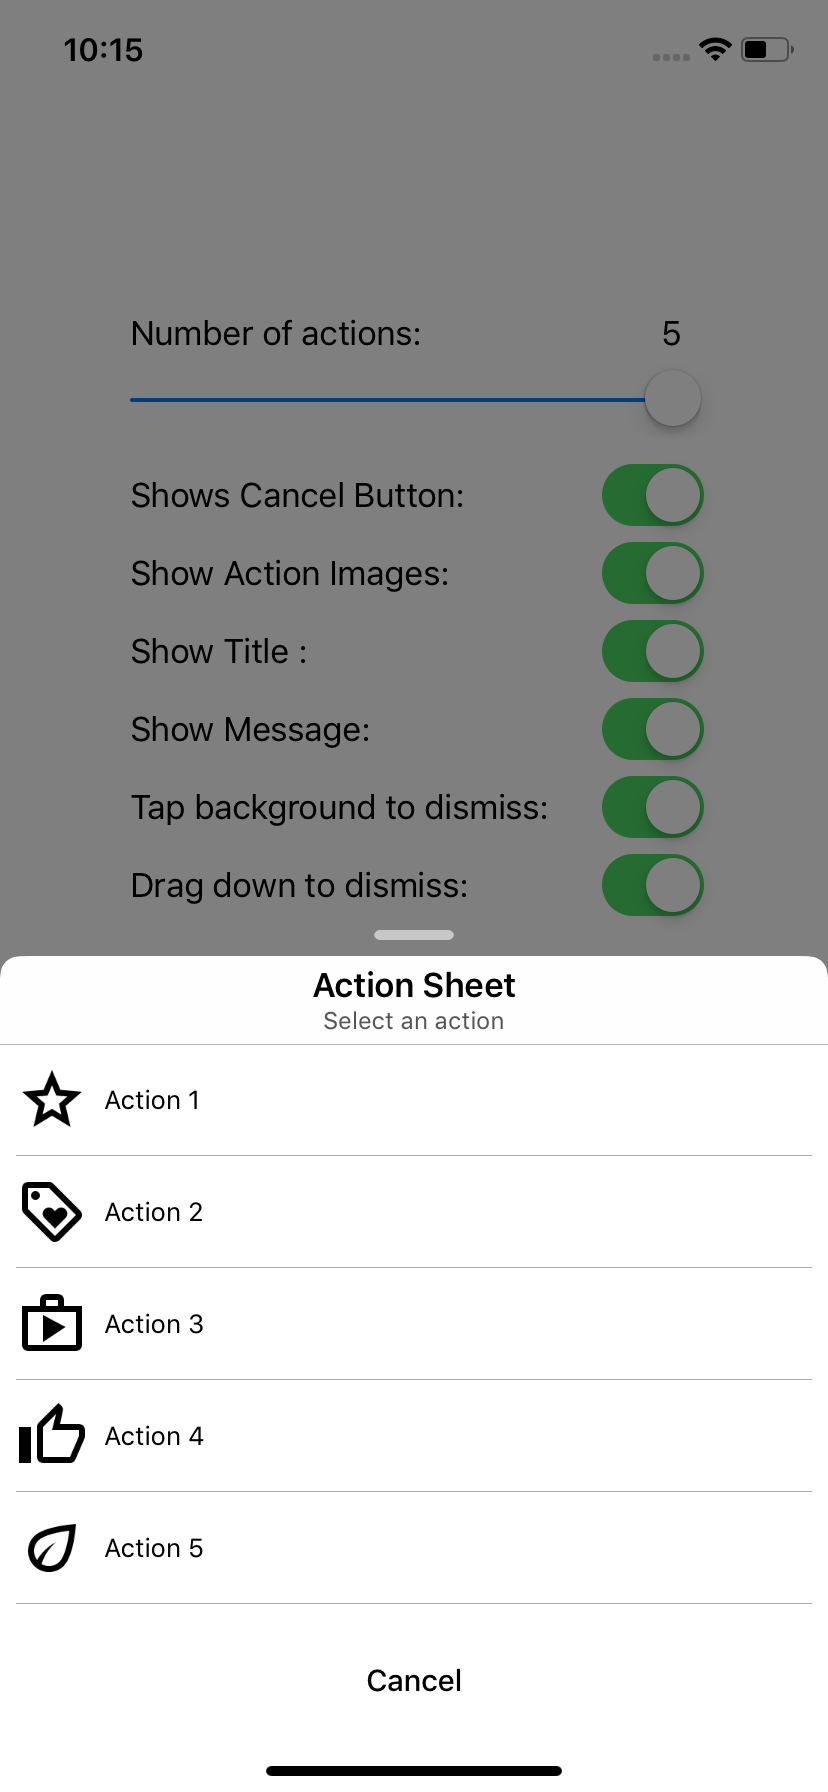 10:15
Number of actions: 5
Shows Cancel Button:
Show Action Images:
Show Title :
Show Message:
Tap background to dismiss:
Drag down to dismiss:
Action Sheet
Select an action
Action 1
Action 2
Action 3
Action 4
Action 5
Cancel